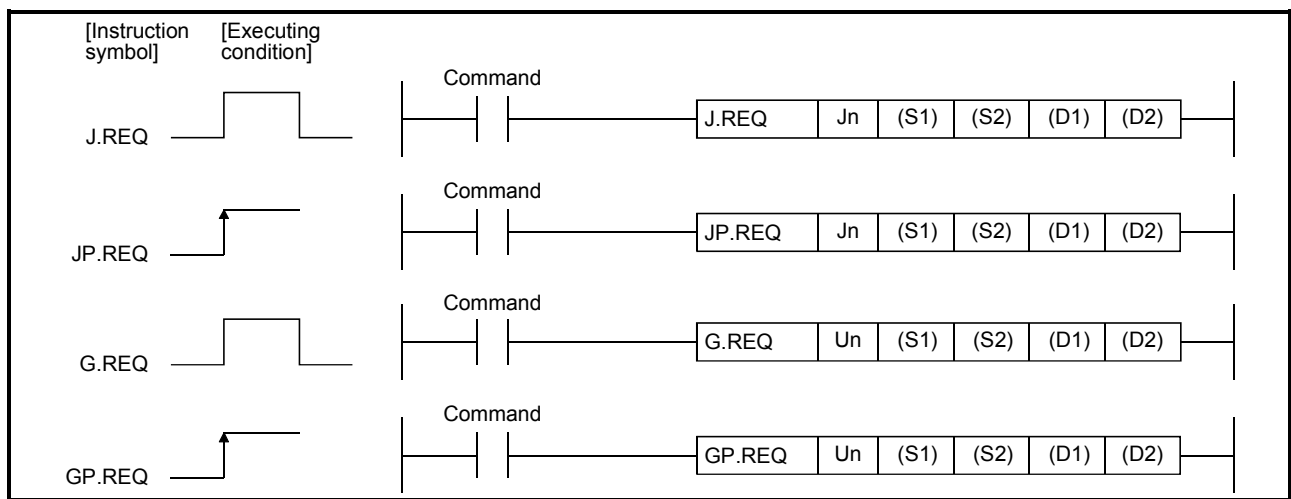 [Instruction symbol] [Executing condition]
Command
J.REQ J.REQ Jn (S1) (S2) (D1) (D2)
Command
JP.REQ JP.REQ Jn (S1) (S2) (D1) (D2)
Command
G.REQ G.REQ Un (S1) (S2) (D1) (D2)
Command
GP.REQ GP.REQ Un (S1) (S2) (D1) (D2)